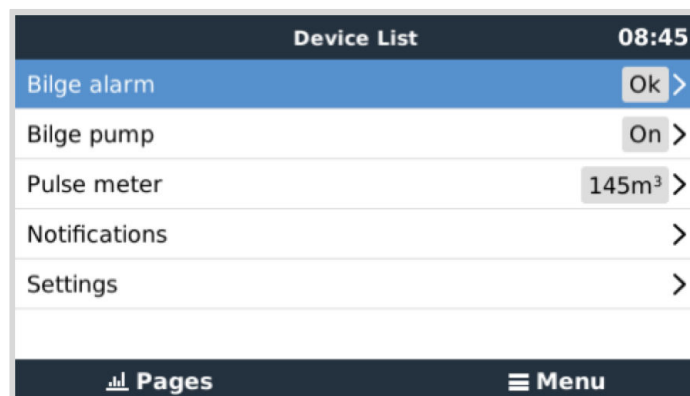 Device List 08:45
Bilge alarm Ok
Bilge pump On
Pulse meter 145m³
Notifications
Settings
Pages Menu